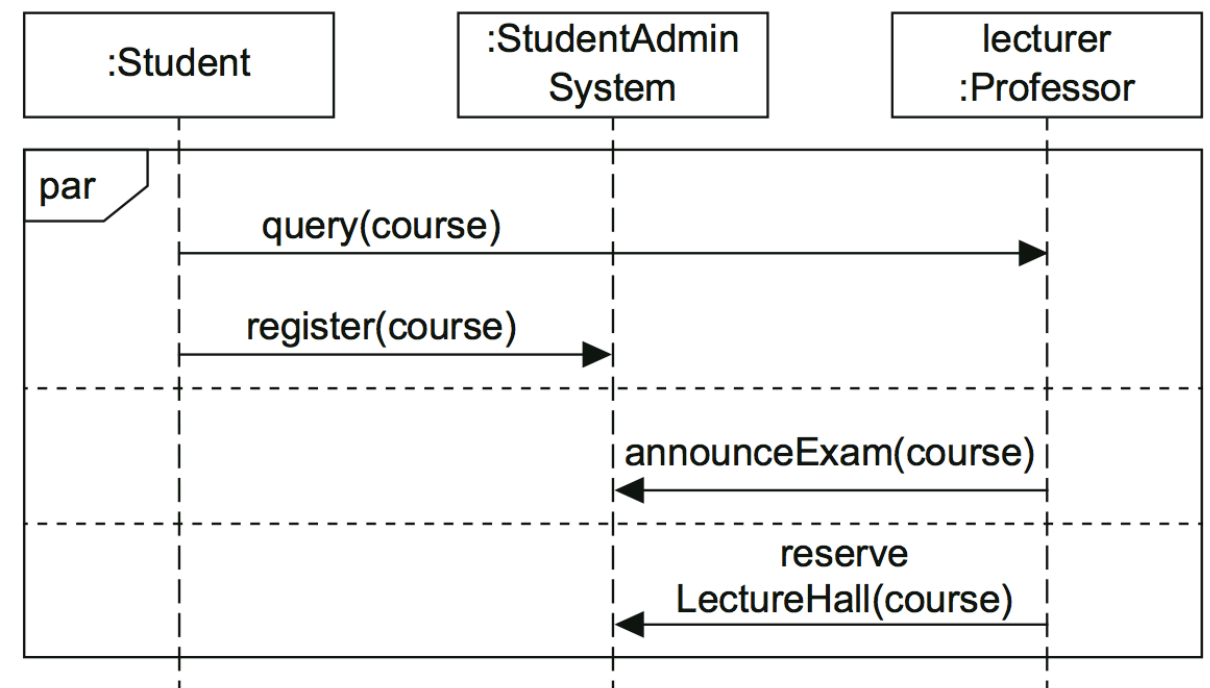 :Student
:StudentAdmin
System
lecturer
:Professor
par
query(course)
register(course)
announceExam(course)
reserve
LectureHall(course)